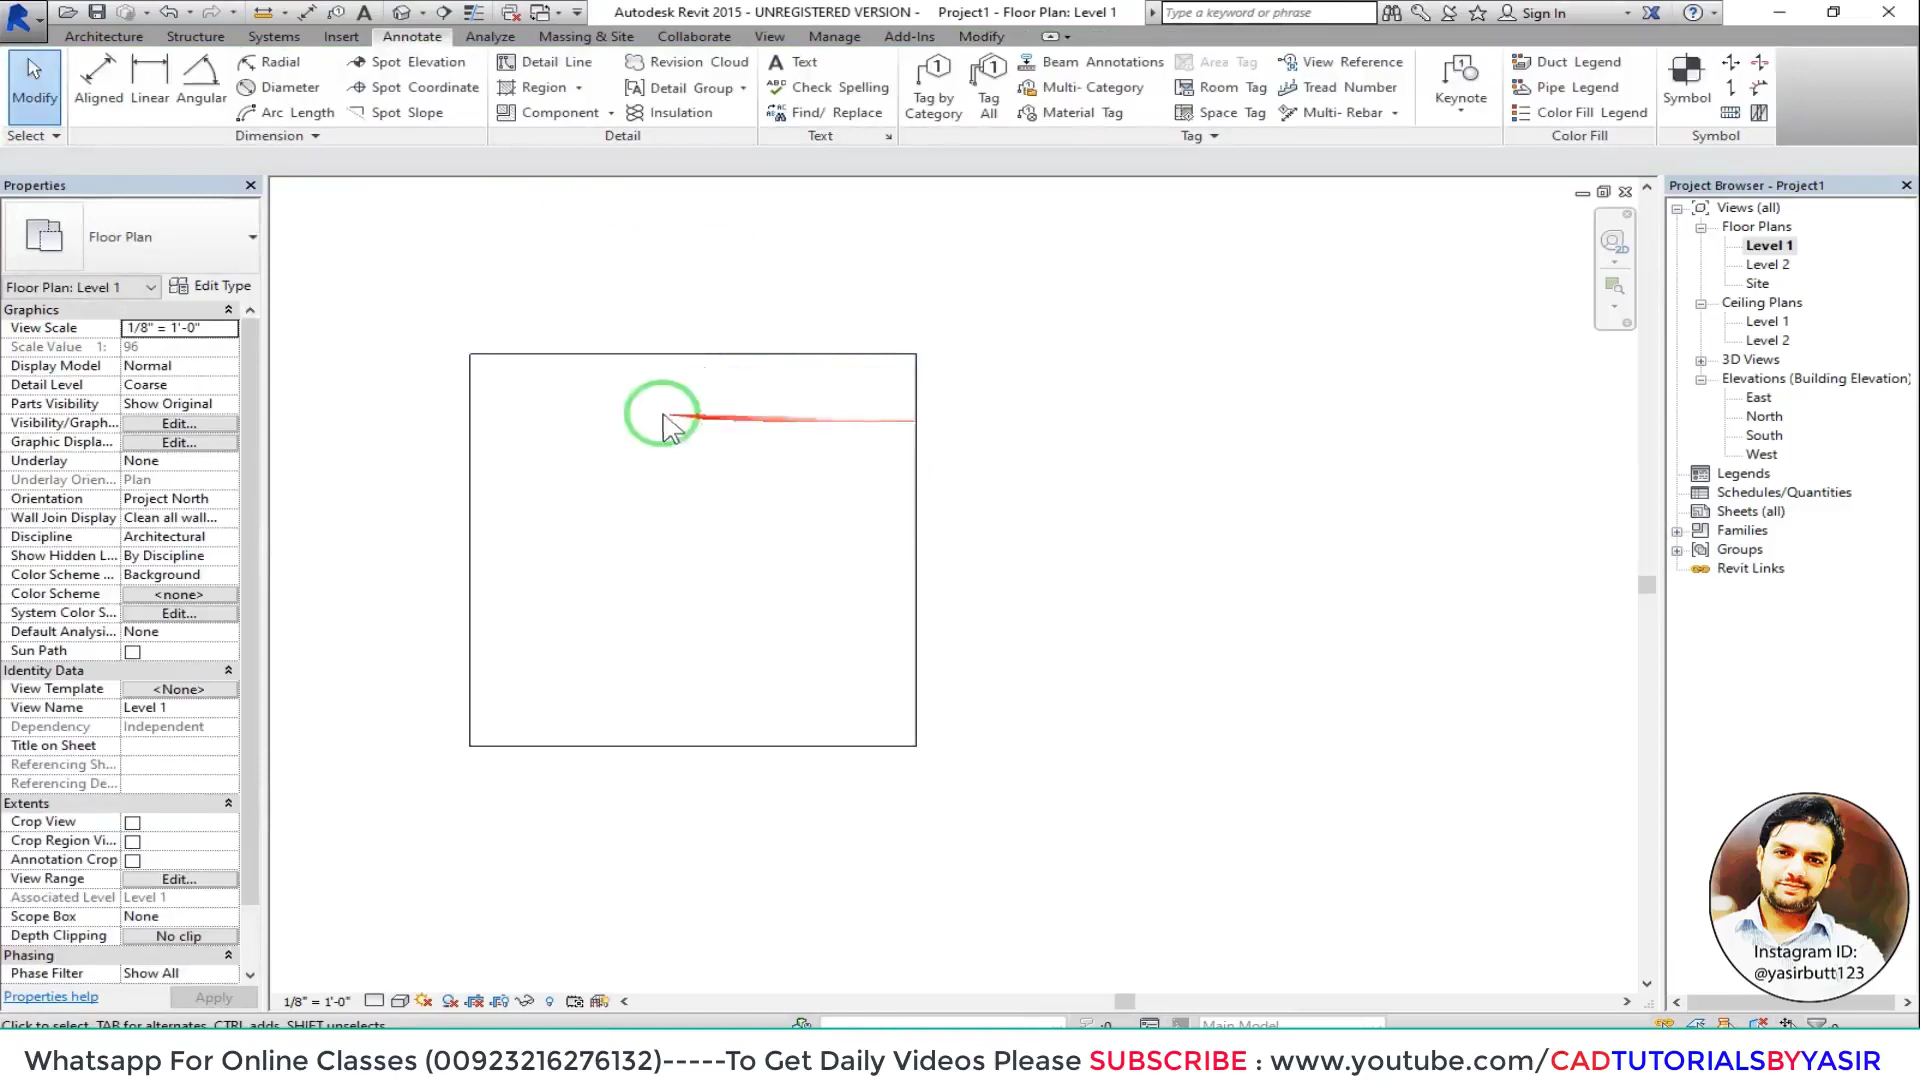 Autodesk Revit 2015 - UNREGISTERED VERSION - Project1 - Floor Plan: Level 1
Type a keyword or phrase
Sign In
Architecture Structure Systems Insert Annotate Analyze Massing & Site Collaborate View Manage Add-Ins Modify
Modify
Aligned Linear Angular
Radial
Diameter
Arc Length
Spot Elevation
Spot Coordinate
Spot Slope
Detail Line
Region
Component
Revision Cloud
Detail Group
Insulation
Text
Check Spelling
Find/ Replace
Tag by Category
Tag All
Beam Annotations
Multi- Category
Material Tag
Area Tag
Room Tag
Space Tag
View Reference
Tread Number
Multi- Rebar
Keynote
Duct Legend
Pipe Legend
Color Fill Legend
Symbol
Select Dimension Detail Text Tag Color Fill Symbol
Properties
Floor Plan
Floor Plan: Level 1
Edit Type
Graphics
View Scale 1/8" = 1'-0"
Scale Value 1: 96
Display Model Normal
Detail Level Coarse
Parts Visibility Show Original
Visibility/Graph... Edit...
Graphic Displa... Edit...
Underlay None
Underlay Orien... Plan
Orientation Project North
Wall Join Display Clean all wall...
Discipline Architectural
Show Hidden L... By Discipline
Color Scheme ... Background
Color Scheme <none>
System Color S... Edit...
Default Analysi... None
Sun Path
Identity Data
View Template <None>
View Name Level 1
Dependency Independent
Title on Sheet
Referencing Sh...
Referencing De...
Extents
Crop View
Crop Region Vi...
Annotation Crop
View Range Edit...
Associated Level Level 1
Scope Box None
Depth Clipping No clip
Phasing
Phase Filter Show All
Properties help Apply
2D
Project Browser - Project1
Views (all)
Floor Plans
Level 1
Level 2
Site
Ceiling Plans
Level 1
Level 2
3D Views
Elevations (Building Elevation)
East
North
South
West
Legends
Schedules/Quantities
Sheets (all)
Families
Groups
Revit Links
Instagram ID:
@yasirbutt123
1/8" = 1'-0"
Click to select, TAB for alternates, CTRL adds, SHIFT unselects.
:0
Main Model
Whatsapp For Online Classes (00923216276132)-----To Get Daily Videos Please SUBSCRIBE : www.youtube.com/CADTUTORIALSBYYASIR